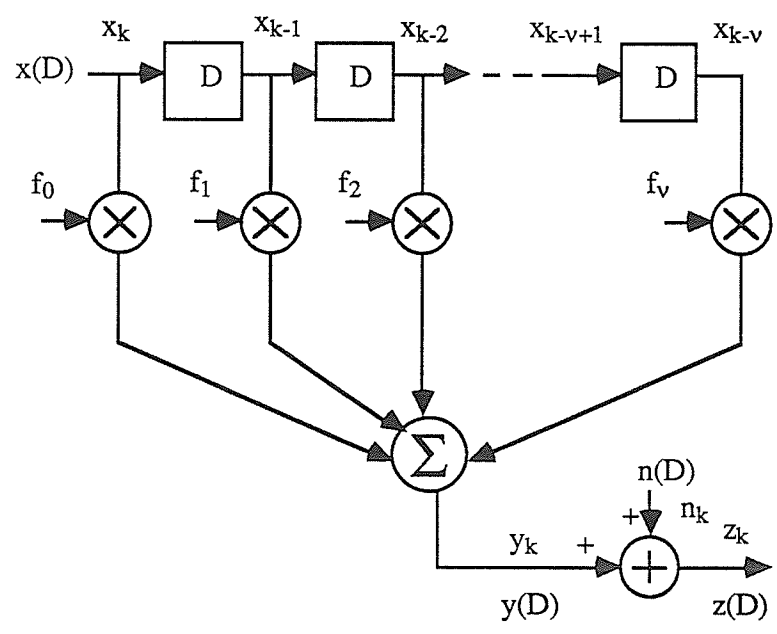 x_k x_{k-1} x_{k-2} x_{k-ν+1} x_{k-ν}
x(D) D D D
f_0 f_1 f_2 f_ν
Σ
n(D)
+ n_k
y_k + + z_k
y(D) z(D)